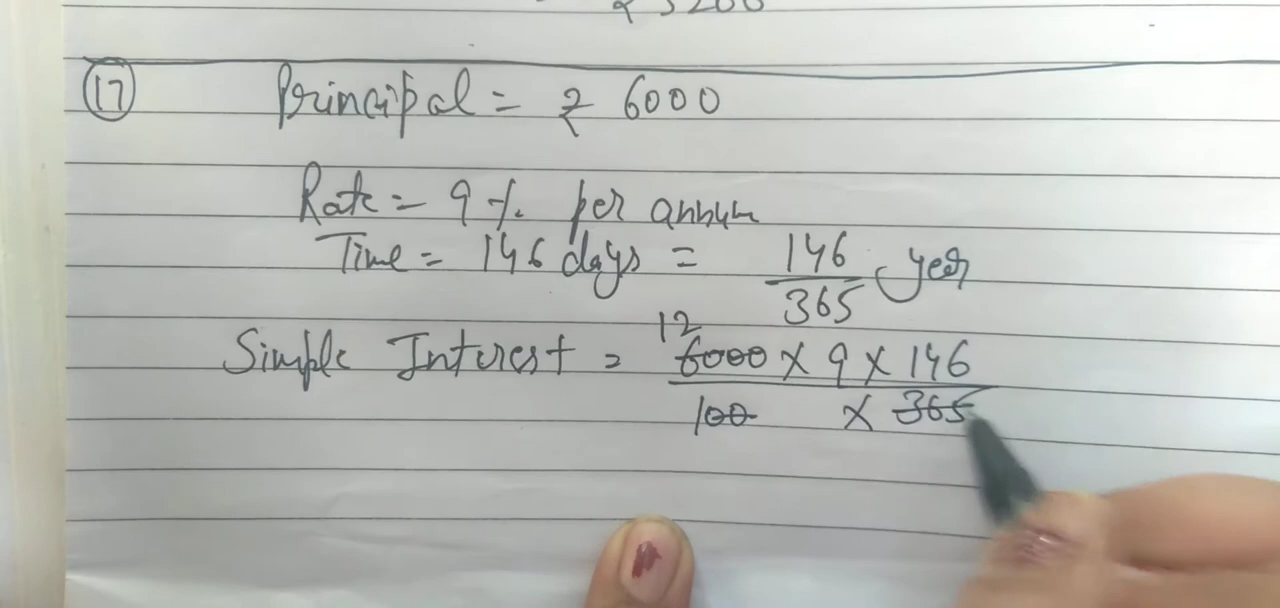 ₹ 5200
(17) Principal = ₹ 6000
Rate = 9 %. per annum
Time = 146 days = 146/365 year
12
Simple Interest = 6000 X 9 X 146
100 X 365